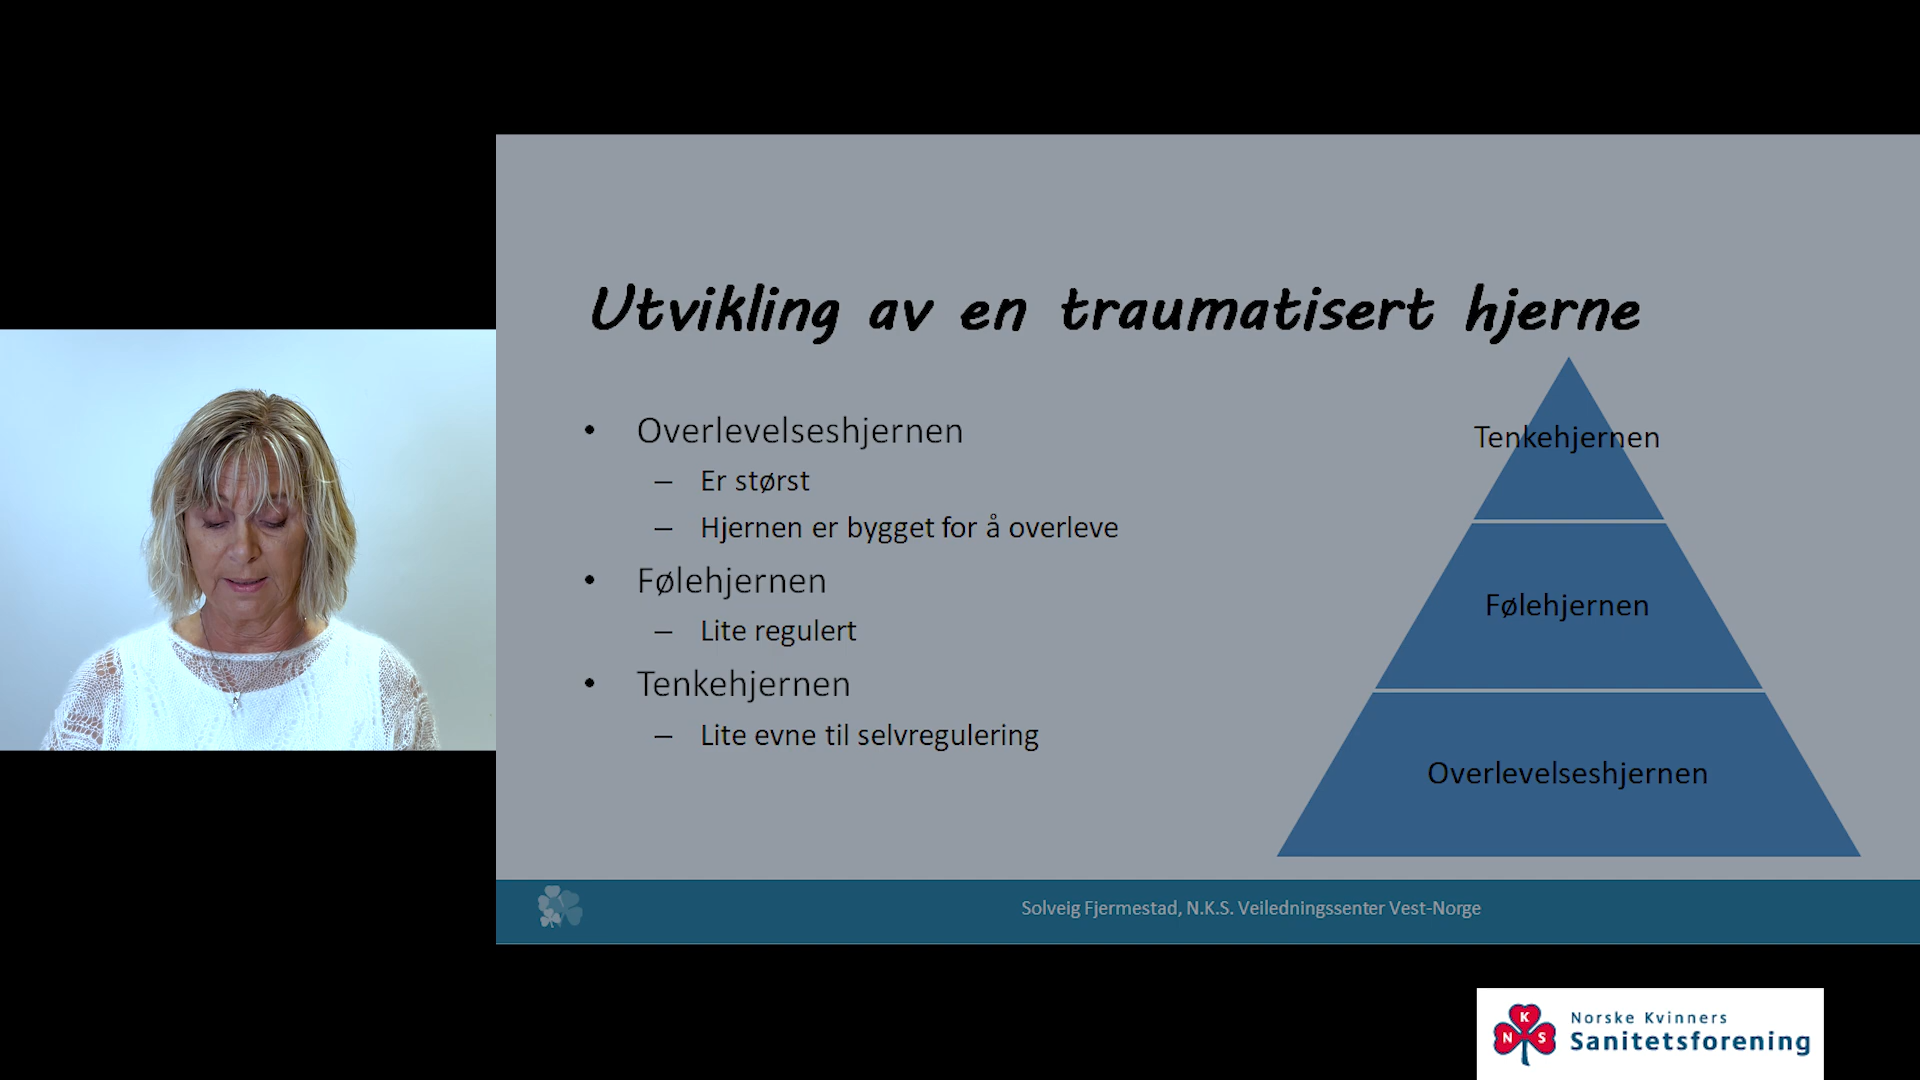 Utvikling av en traumatisert hjerne
• Overlevelseshjernen
– Er størst
– Hjernen er bygget for å overleve
• Følehjernen
– Lite regulert
• Tenkehjernen
– Lite evne til selvregulering
Tenkehjernen
Følehjernen
Overlevelseshjernen
Solveig Fjermestad, N.K.S. Veiledningssenter Vest-Norge
N K S
Norske Kvinners
Sanitetsforening